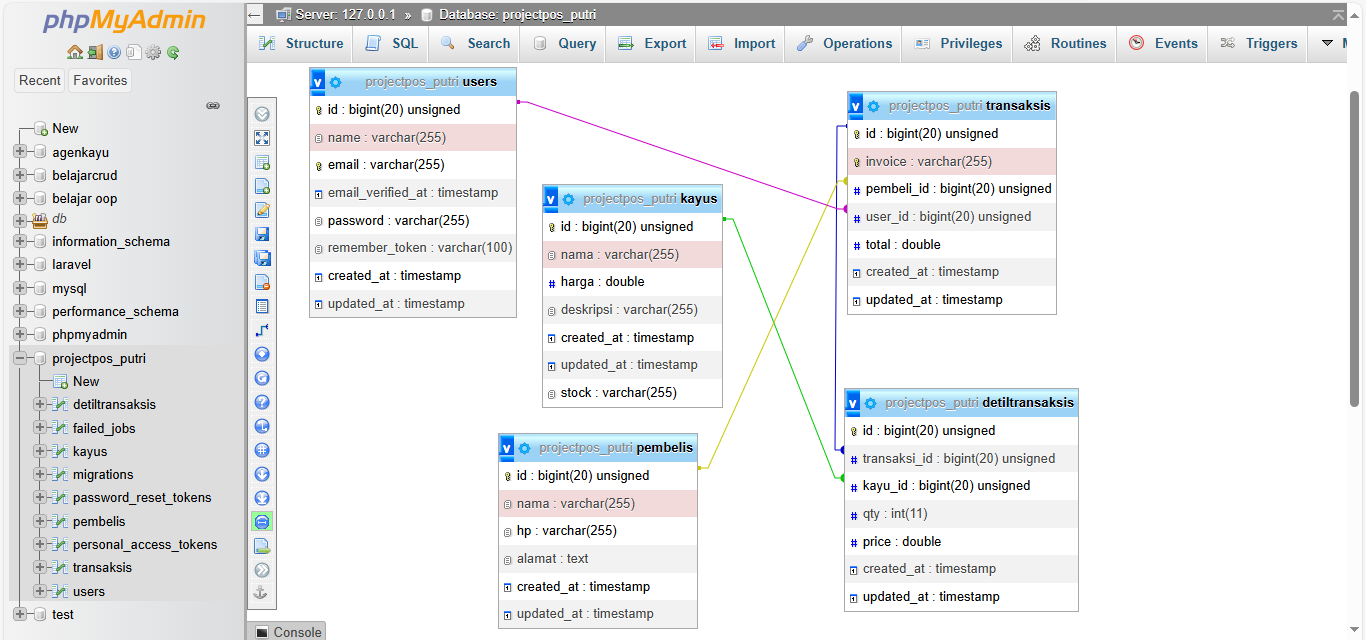 phpMyAdmin
Recent Favorites
New
agenkayu
belajarcrud
belajar oop
db
information_schema
laravel
mysql
performance_schema
phpmyadmin
projectpos_putri
New
detiltransaksis
failed_jobs
kayus
migrations
password_reset_tokens
pembelis
personal_access_tokens
transaksis
users
test
Server: 127.0.0.1 » Database: projectpos_putri
Structure SQL Search Query Export Import Operations Privileges Routines Events Triggers M
v projectpos_putri users
id : bigint(20) unsigned
name : varchar(255)
email : varchar(255)
email_verified_at : timestamp
password : varchar(255)
remember_token : varchar(100)
created_at : timestamp
updated_at : timestamp
v projectpos_putri kayus
id : bigint(20) unsigned
nama : varchar(255)
harga : double
deskripsi : varchar(255)
created_at : timestamp
updated_at : timestamp
stock : varchar(255)
v projectpos_putri pembelis
id : bigint(20) unsigned
nama : varchar(255)
hp : varchar(255)
alamat : text
created_at : timestamp
updated_at : timestamp
v projectpos_putri transaksis
id : bigint(20) unsigned
invoice : varchar(255)
pembeli_id : bigint(20) unsigned
user_id : bigint(20) unsigned
total : double
created_at : timestamp
updated_at : timestamp
v projectpos_putri detiltransaksis
id : bigint(20) unsigned
transaksi_id : bigint(20) unsigned
kayu_id : bigint(20) unsigned
qty : int(11)
price : double
created_at : timestamp
updated_at : timestamp
Console